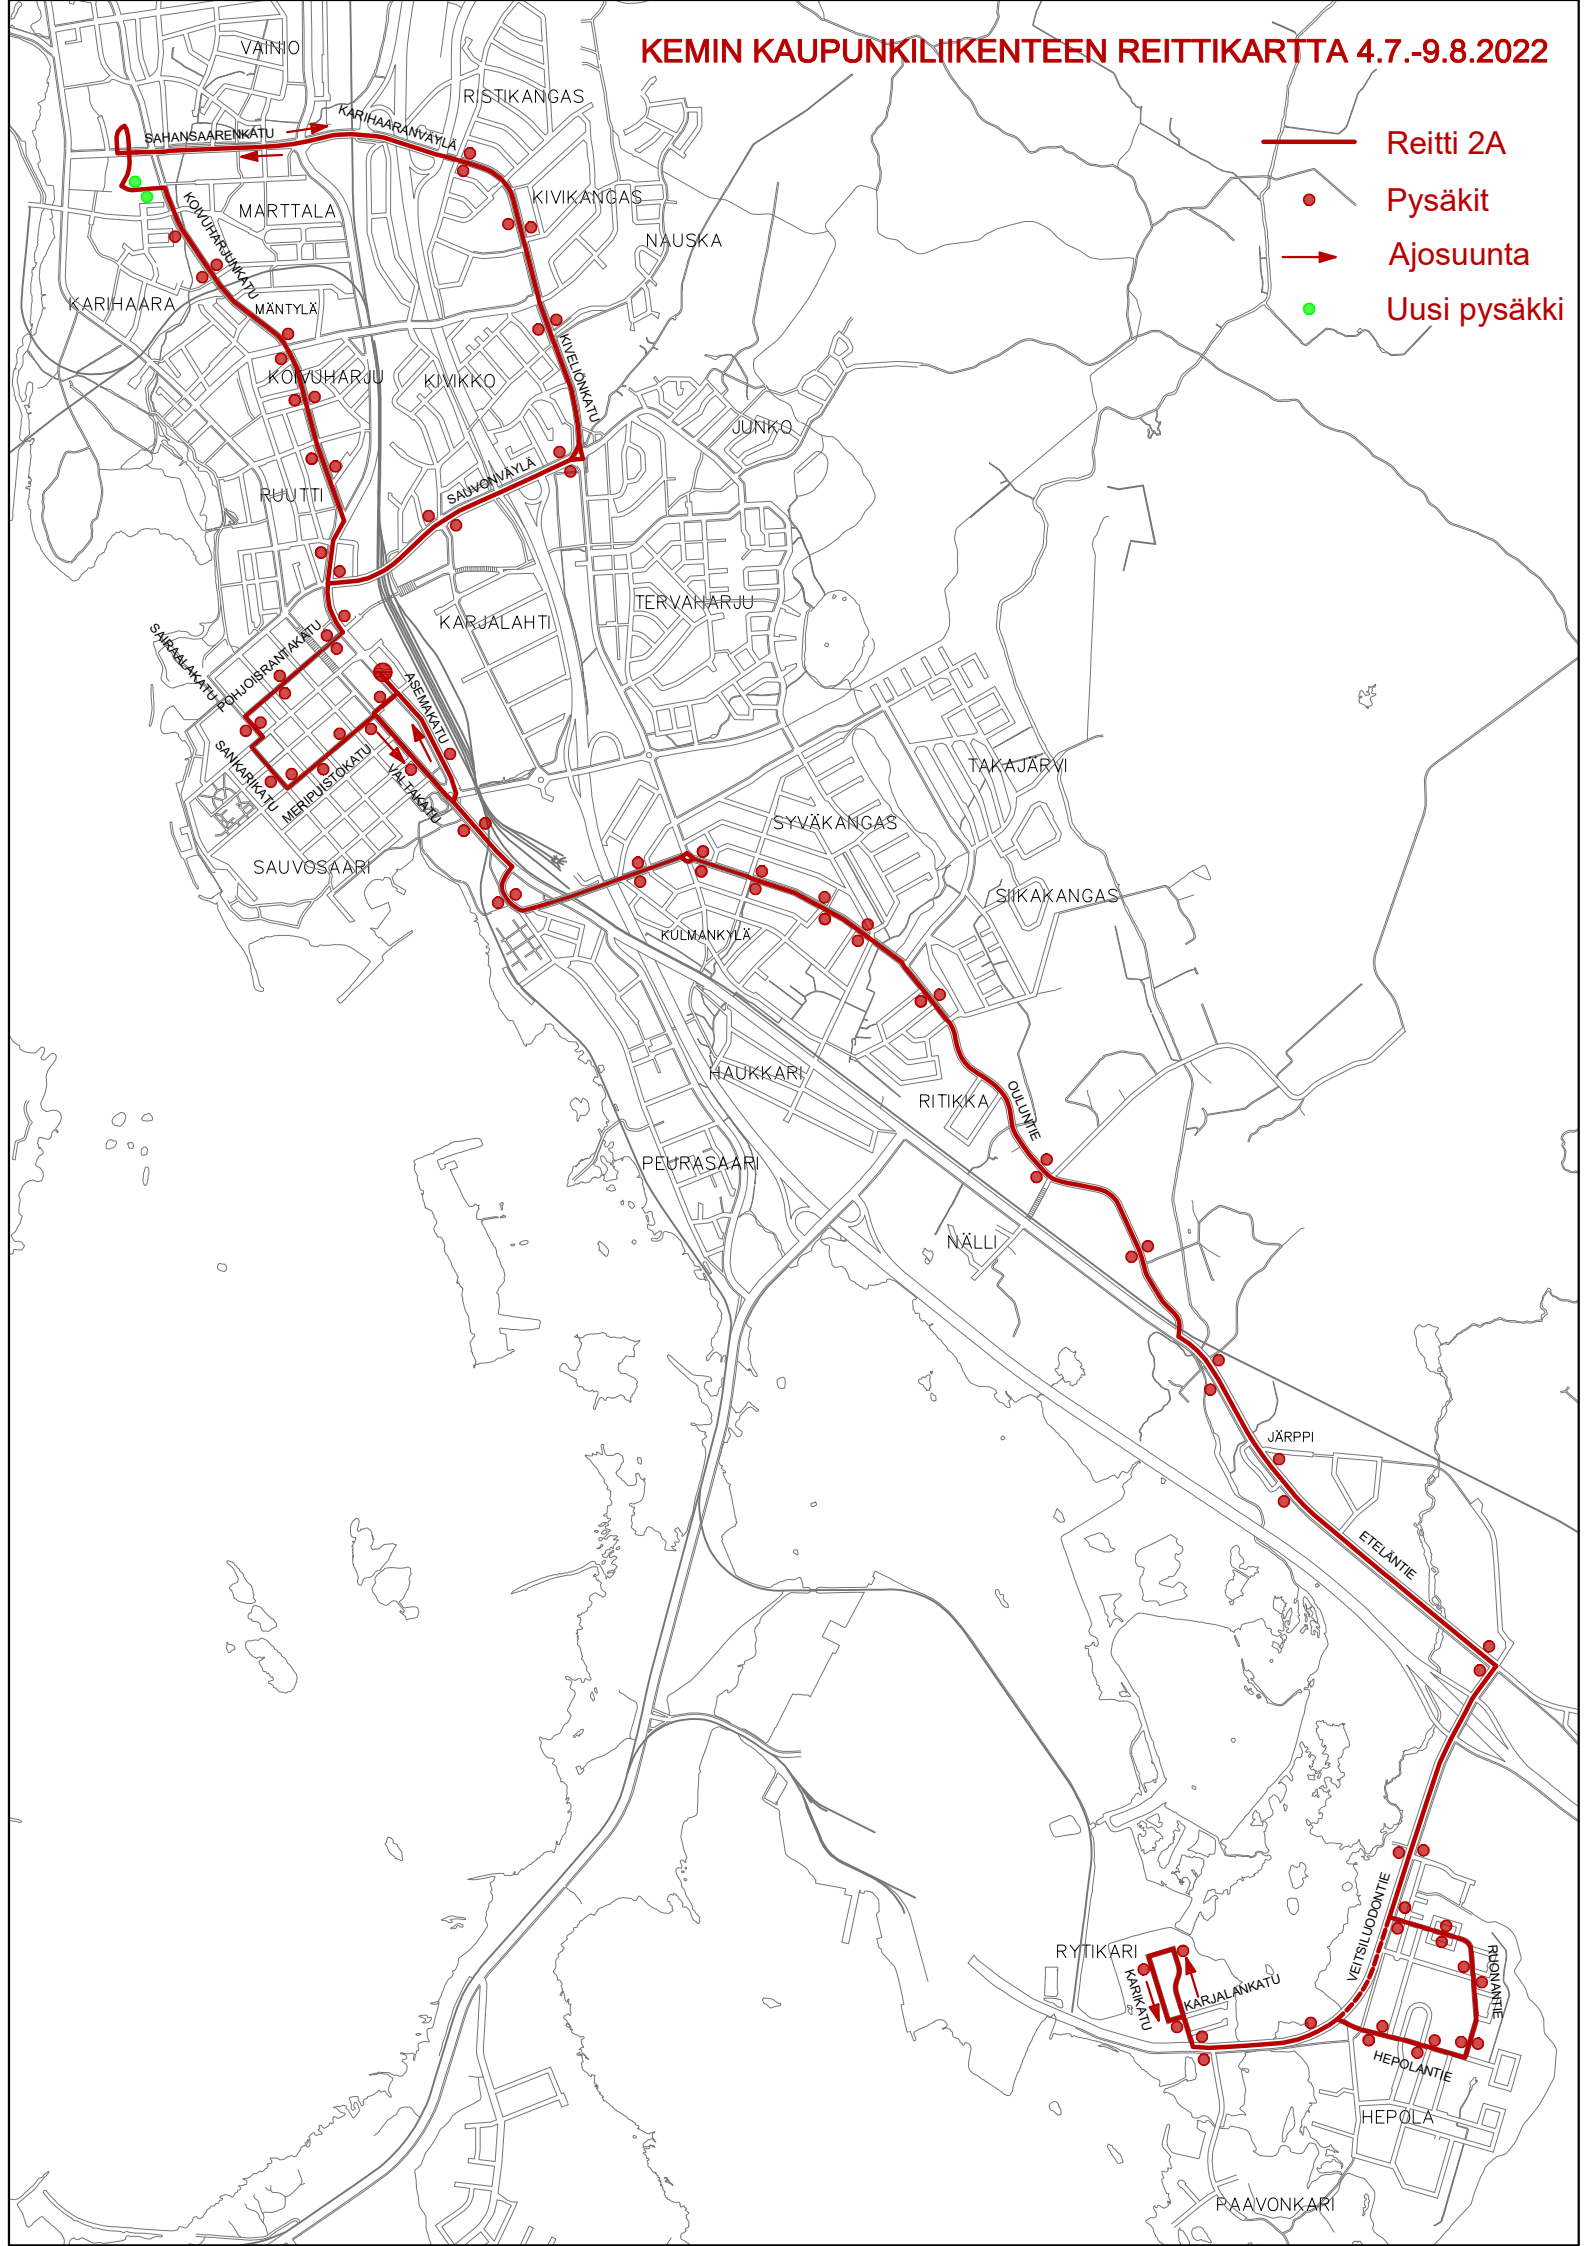 KEMIN KAUPUNKILIIKENTEEN REITTIKARTTA 4.7.-9.8.2022
Reitti 2A
Pysäkit
Ajosuunta
Uusi pysäkki
VAINIO
RISTIKANGAS
SAHANSAARENKATU
KARIHAARANVÄYLÄ
KIVIKANGAS
MARTTALA
KOIVUHARJUNKATU
NAUSKA
KARIHAARA
MÄNTYLÄ
KOIVUHARJU
KIVIKKO
KIVELIÖNKATU
JUNKO
SAUVONVÄYLÄ
RUUTTI
TERVAHARJU
KARJALAHTI
SAIRAALAKATU
POHJOISRANTAKATU
ASEMAKATU
SANKARIKATU
MERIPUISTOKATU
VALTAKATU
TAKAJÄRVI
SYVÄKANGAS
SAUVOSAARI
SIIKAKANGAS
KULMANKYLÄ
HAUKKARI
RITIKKA
OULUNTIE
PEURASAARI
NÄLLI
JÄRPPI
ETELÄNTIE
VEITSILUODONTIE
RYTIKARI
KARIKATU
KARJALANKATU
RUONANTIE
HEPOLANTIE
HEPOLA
PAAVONKARI